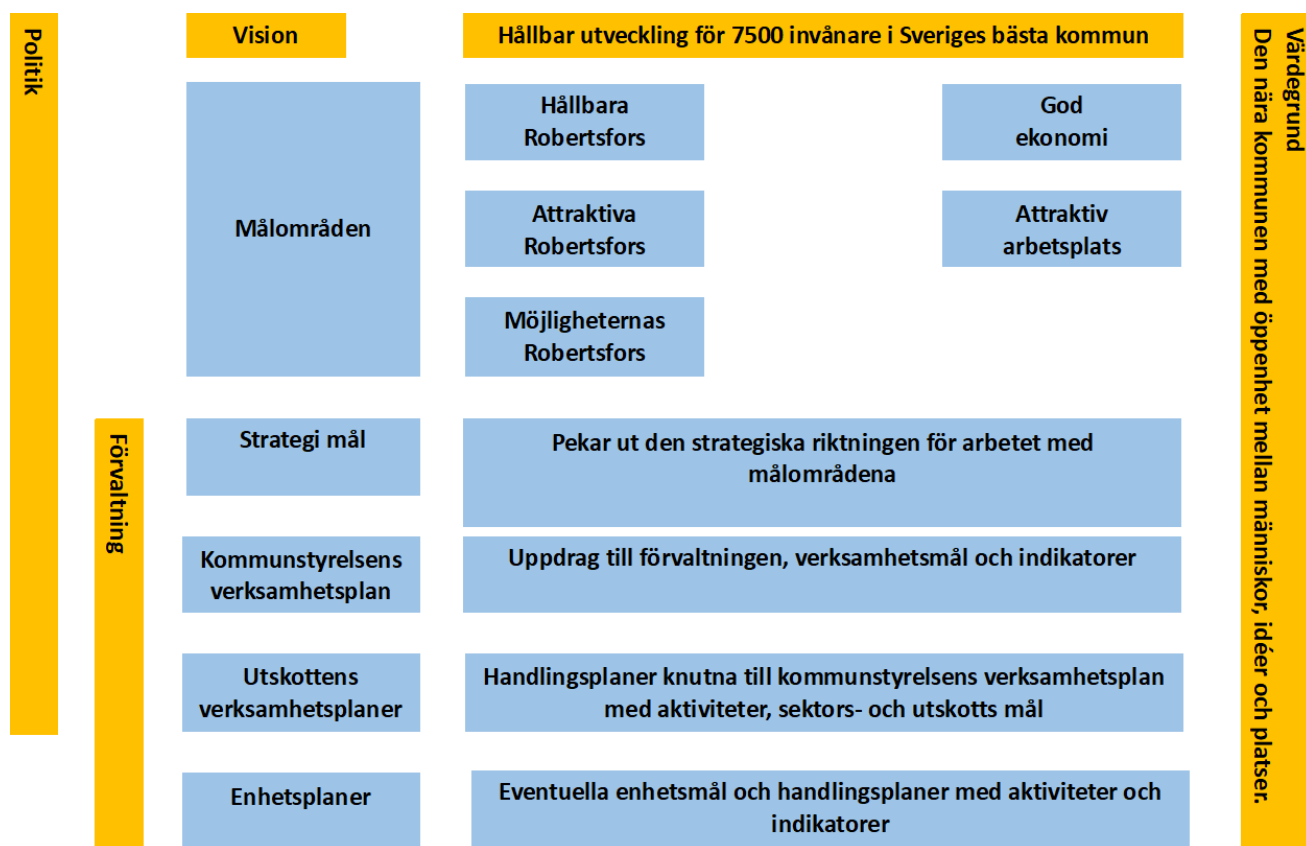 Politik
Vision
Hållbar utveckling för 7500 invånare i Sveriges bästa kommun
Målområden
Hållbara
Robertsfors
God
ekonomi
Attraktiva
Robertsfors
Attraktiv
arbetsplats
Möjligheternas
Robertsfors
Förvaltning
Strategi mål
Pekar ut den strategiska riktningen för arbetet med
målområdena
Kommunstyrelsens
verksamhetsplan
Uppdrag till förvaltningen, verksamhetsmål och indikatorer
Utskottens
verksamhetsplaner
Handlingsplaner knutna till kommunstyrelsens verksamhetsplan
med aktiviteter, sektors- och utskotts mål
Enhetsplaner
Eventuella enhetsmål och handlingsplaner med aktiviteter och
indikatorer
Värdegrund
Den nära kommunen med öppenhet mellan människor, idéer och platser.